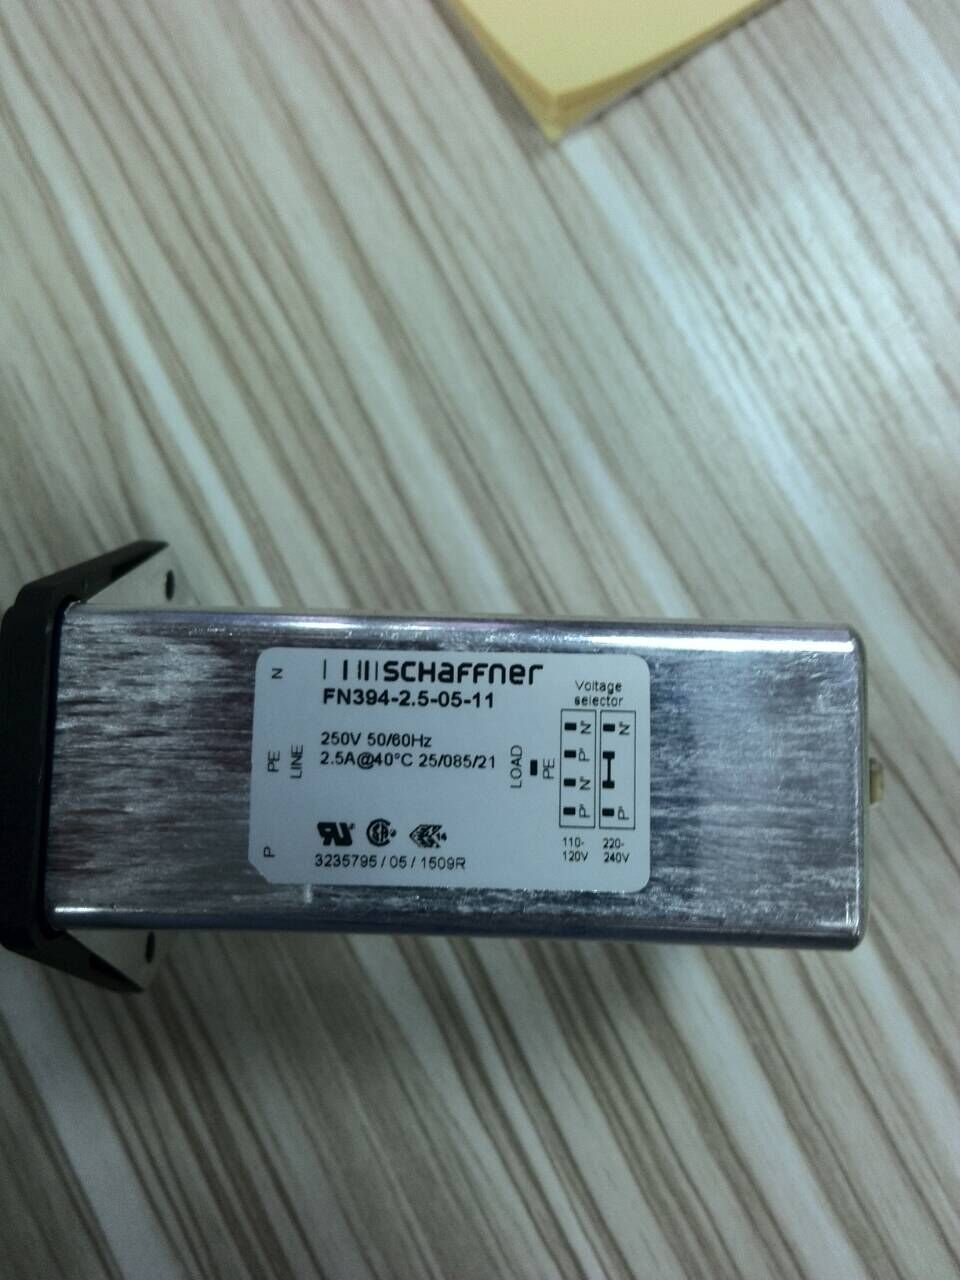 SCHAFFNER
FN394-2.5-05-11
250V 50/60Hz
2.5A@40°C 25/085/21
N
PE
LINE
P
LOAD
PE
Voltage
selector
N'
P'
N'
P'
N'
P'
110-
120V
220-
240V
14
3235795 / 05 / 1509R